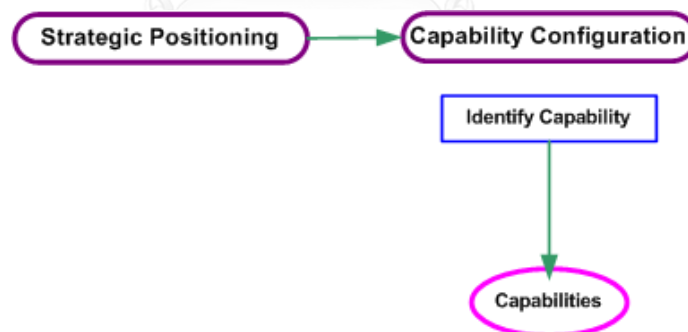 Strategic Positioning
Capability Configuration
Identify Capability
Capabilities